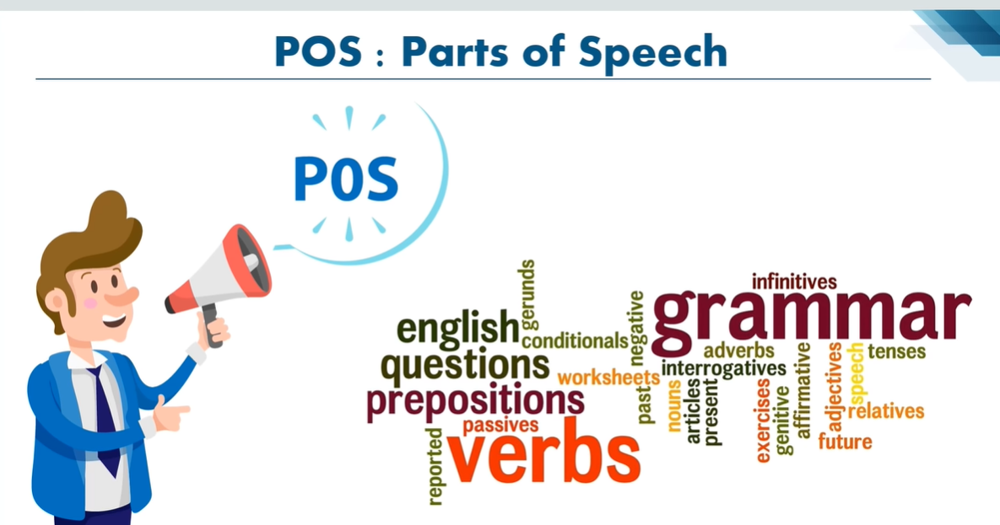 POS : Parts of Speech
POS
infinitives
grammar
gerunds
english
negative
conditionals
adverbs
tenses
questions
interrogatives
worksheets
prepositions
past
nouns
articles
present
exercises
genitive
affirmative
adjectives
speech
relatives
passives
verbs
future
reported